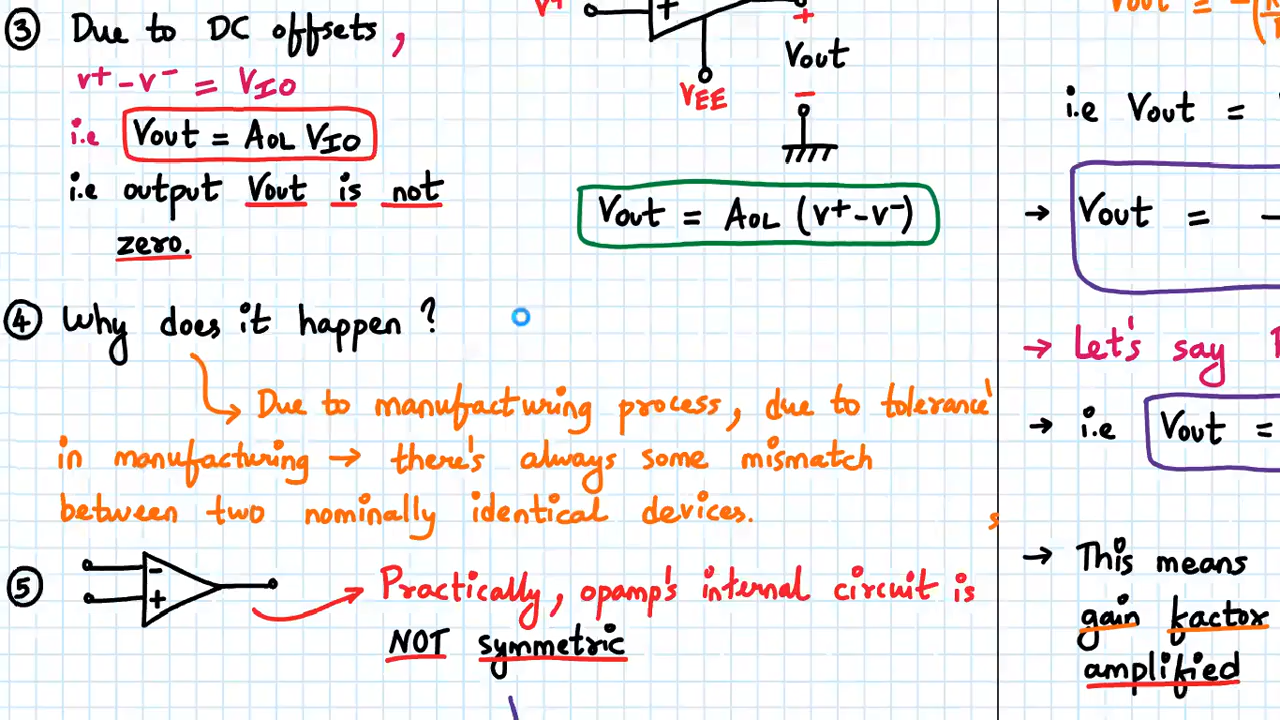 ③ Due to DC offsets,
v⁺ - v⁻ = VIO
i.e Vout = AOL VIO
i.e output Vout is not
zero.
v⁺
+
VEE
+
Vout
−
Vout = AOL (v⁺ - v⁻)
④ Why does it happen ?
↳ Due to manufacturing process, due to tolerance
in manufacturing → there's always some mismatch
between two nominally identical devices.
s
⑤ − + → Practically, opamp's internal circuit is
NOT symmetric
Vout = -(
i.e Vout =
→ Vout = -
→ Let's say
→ i.e Vout =
→ This means
gain factor
amplified